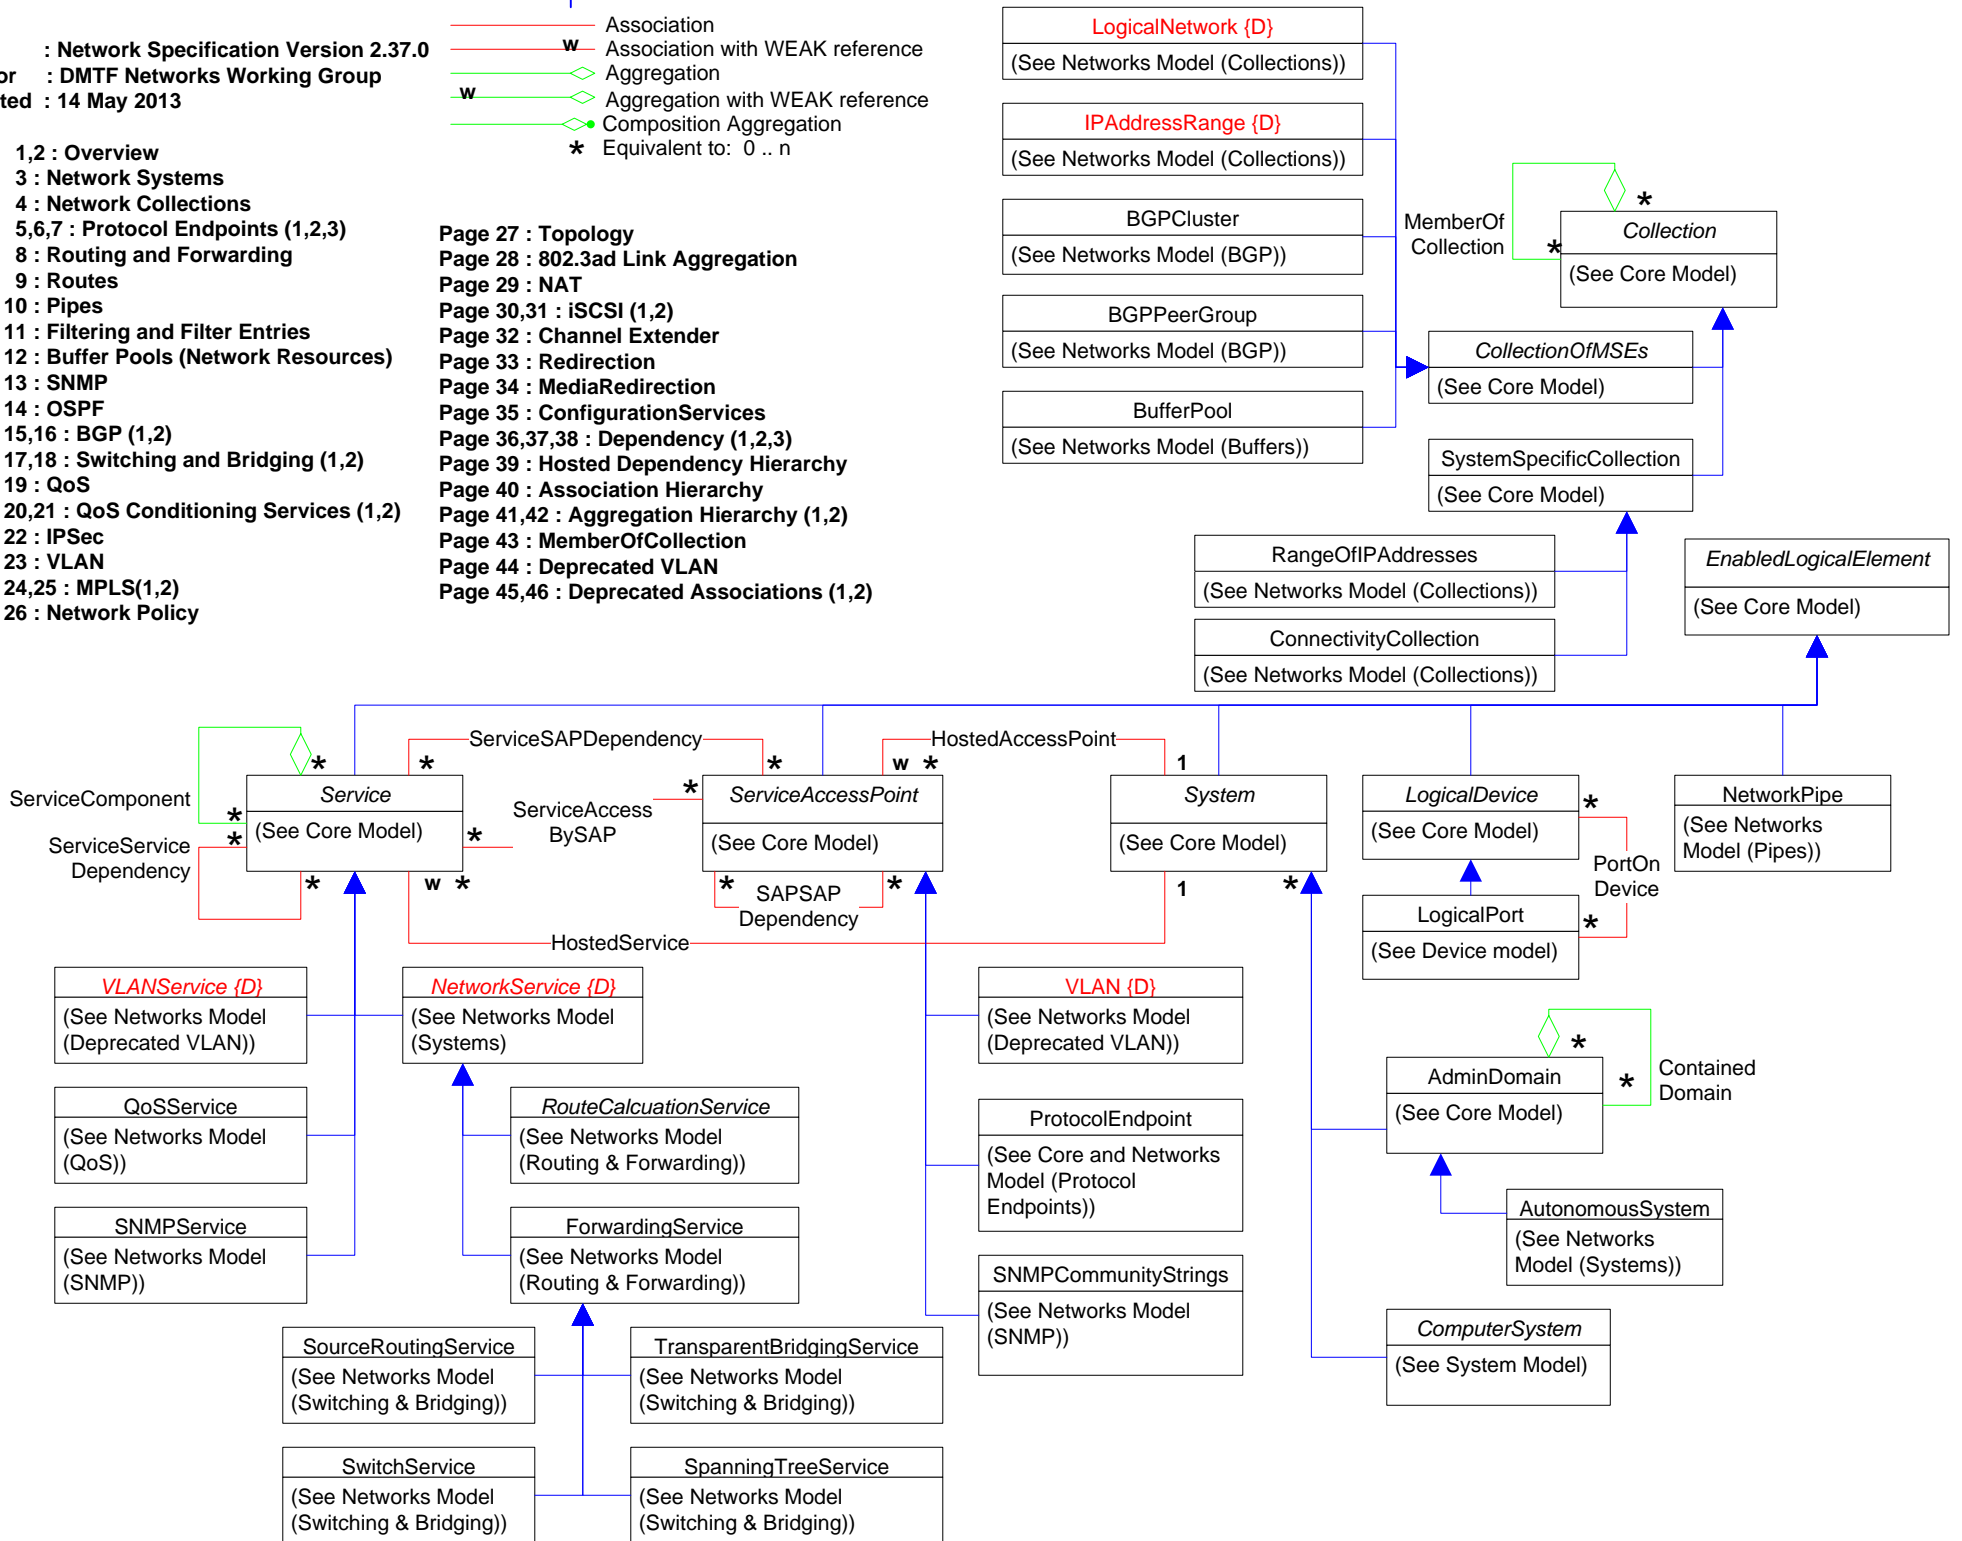 : Network Specification Version 2.37.0
or : DMTF Networks Working Group
ted : 14 May 2013
1,2 : Overview
3 : Network Systems
4 : Network Collections
5,6,7 : Protocol Endpoints (1,2,3)
8 : Routing and Forwarding
9 : Routes
10 : Pipes
11 : Filtering and Filter Entries
12 : Buffer Pools (Network Resources)
13 : SNMP
14 : OSPF
15,16 : BGP (1,2)
17,18 : Switching and Bridging (1,2)
19 : QoS
20,21 : QoS Conditioning Services (1,2)
22 : IPSec
23 : VLAN
24,25 : MPLS(1,2)
26 : Network Policy
Association
w Association with WEAK reference
Aggregation
w Aggregation with WEAK reference
Composition Aggregation
* Equivalent to: 0 .. n
Page 27 : Topology
Page 28 : 802.3ad Link Aggregation
Page 29 : NAT
Page 30,31 : iSCSI (1,2)
Page 32 : Channel Extender
Page 33 : Redirection
Page 34 : MediaRedirection
Page 35 : ConfigurationServices
Page 36,37,38 : Dependency (1,2,3)
Page 39 : Hosted Dependency Hierarchy
Page 40 : Association Hierarchy
Page 41,42 : Aggregation Hierarchy (1,2)
Page 43 : MemberOfCollection
Page 44 : Deprecated VLAN
Page 45,46 : Deprecated Associations (1,2)
LogicalNetwork {D}
(See Networks Model (Collections))
IPAddressRange {D}
(See Networks Model (Collections))
BGPCluster
(See Networks Model (BGP))
BGPPeerGroup
(See Networks Model (BGP))
BufferPool
(See Networks Model (Buffers))
MemberOf
Collection
*
*
Collection
(See Core Model)
CollectionOfMSEs
(See Core Model)
SystemSpecificCollection
(See Core Model)
RangeOfIPAddresses
(See Networks Model (Collections))
ConnectivityCollection
(See Networks Model (Collections))
EnabledLogicalElement
(See Core Model)
ServiceComponent
*
*
ServiceService
Dependency
*
*
Service
(See Core Model)
* ServiceSAPDependency *
* ServiceAccess
BySAP *
ServiceAccessPoint
(See Core Model)
* SAPSAP
Dependency *
w * HostedAccessPoint 1
w * HostedService 1
System
(See Core Model)
*
LogicalDevice
(See Core Model)
*
PortOn
Device
*
LogicalPort
(See Device model)
NetworkPipe
(See Networks
Model (Pipes))
VLANService {D}
(See Networks Model
(Deprecated VLAN))
NetworkService {D}
(See Networks Model
(Systems)
QoSService
(See Networks Model
(QoS))
RouteCalcuationService
(See Networks Model
(Routing & Forwarding))
SNMPService
(See Networks Model
(SNMP))
ForwardingService
(See Networks Model
(Routing & Forwarding))
SourceRoutingService
(See Networks Model
(Switching & Bridging))
TransparentBridgingService
(See Networks Model
(Switching & Bridging))
SwitchService
(See Networks Model
(Switching & Bridging))
SpanningTreeService
(See Networks Model
(Switching & Bridging))
VLAN {D}
(See Networks Model
(Deprecated VLAN))
ProtocolEndpoint
(See Core and Networks
Model (Protocol
Endpoints))
SNMPCommunityStrings
(See Networks Model
(SNMP))
AdminDomain
(See Core Model)
*
*
Contained
Domain
AutonomousSystem
(See Networks
Model (Systems))
ComputerSystem
(See System Model)